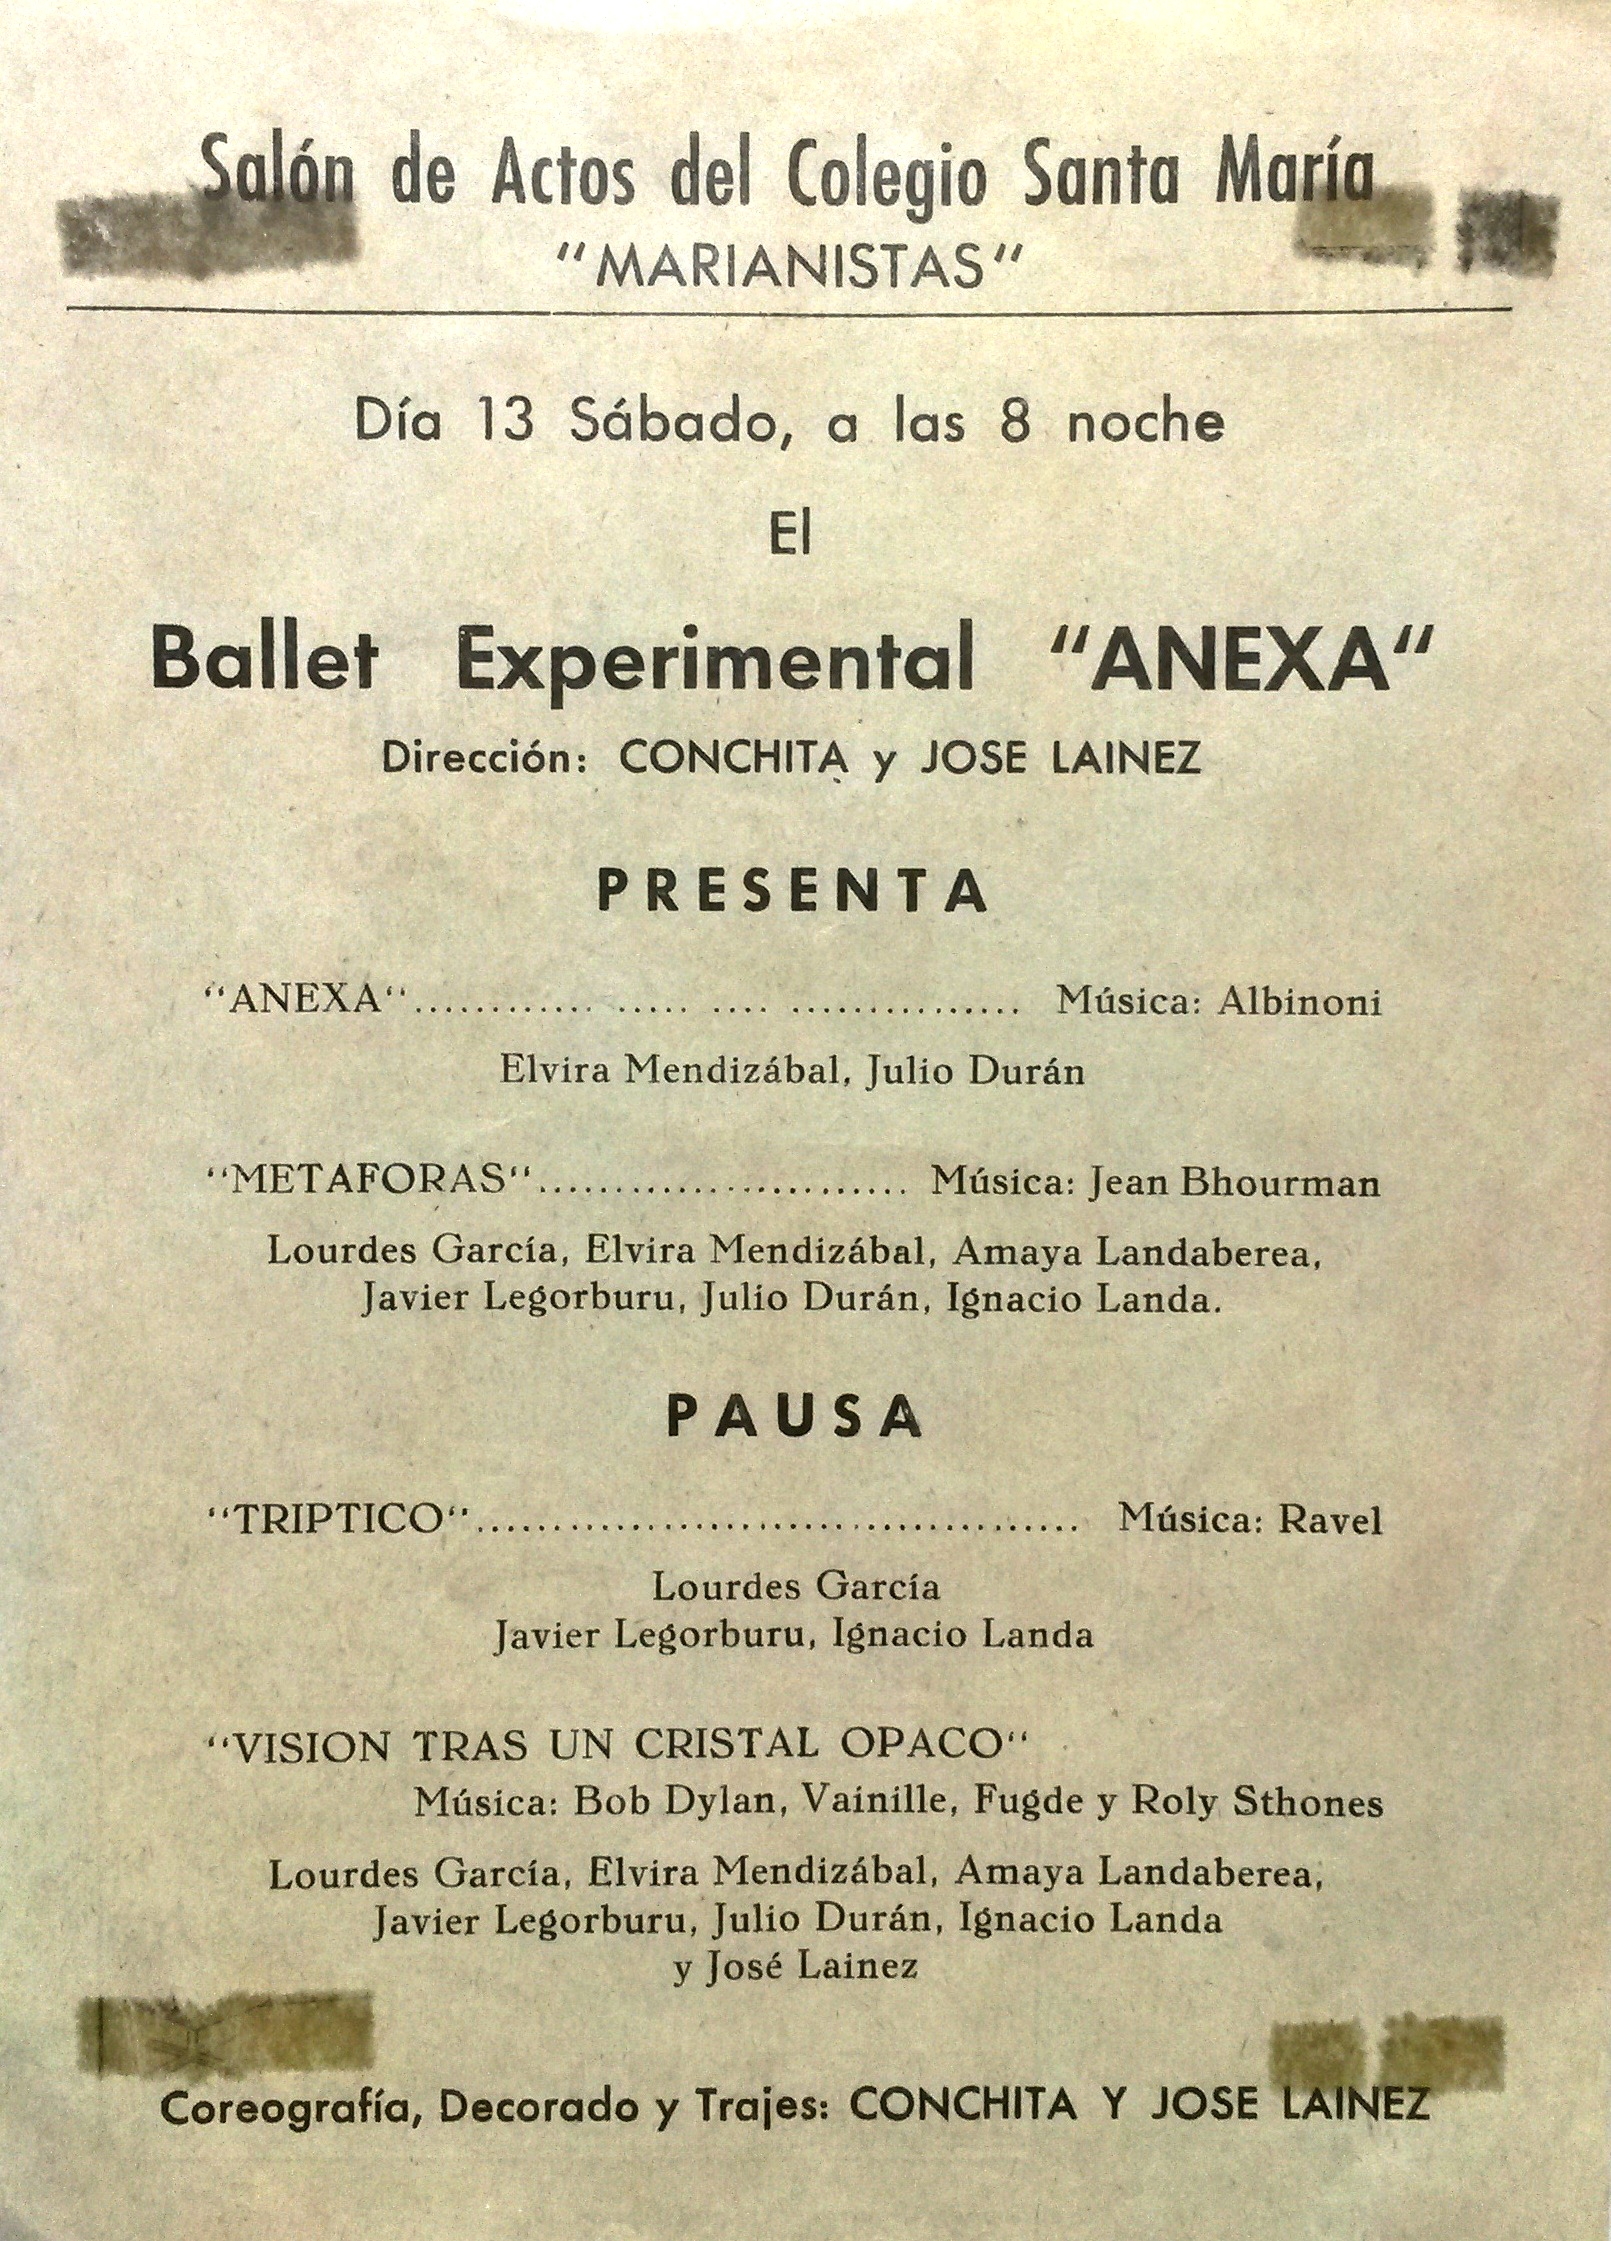 Salón de Actos del Colegio Santa María
"MARIANISTAS"
Día 13 Sábado, a las 8 noche
El
Ballet Experimental "ANEXA"
Dirección: CONCHITA y JOSE LAINEZ
PRESENTA
"ANEXA"............ ..... .... ............... Música: Albinoni
Elvira Mendizábal, Julio Durán
"METAFORAS"........................ Música: Jean Bhourman
Lourdes García, Elvira Mendizábal, Amaya Landaberea,
Javier Legorburu, Julio Durán, Ignacio Landa.
PAUSA
"TRIPTICO"....................................... Música: Ravel
Lourdes García
Javier Legorburu, Ignacio Landa
"VISION TRAS UN CRISTAL OPACO"
Música: Bob Dylan, Vainille, Fugde y Roly Sthones
Lourdes García, Elvira Mendizábal, Amaya Landaberea,
Javier Legorburu, Julio Durán, Ignacio Landa
y José Lainez
Coreografía, Decorado y Trajes: CONCHITA Y JOSE LAINEZ